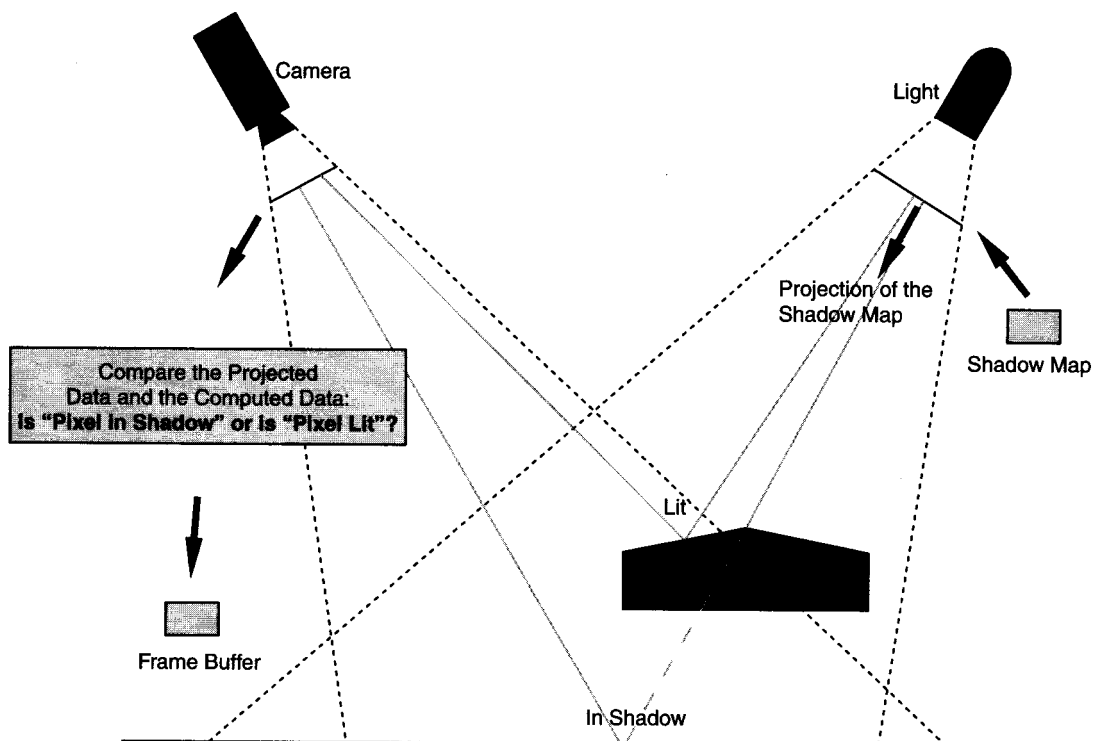 Camera
Light
Projection of the
Shadow Map
Shadow Map
Compare the Projected
Data and the Computed Data:
Is “Pixel in Shadow” or is “Pixel Lit”?
Lit
Frame Buffer
In Shadow